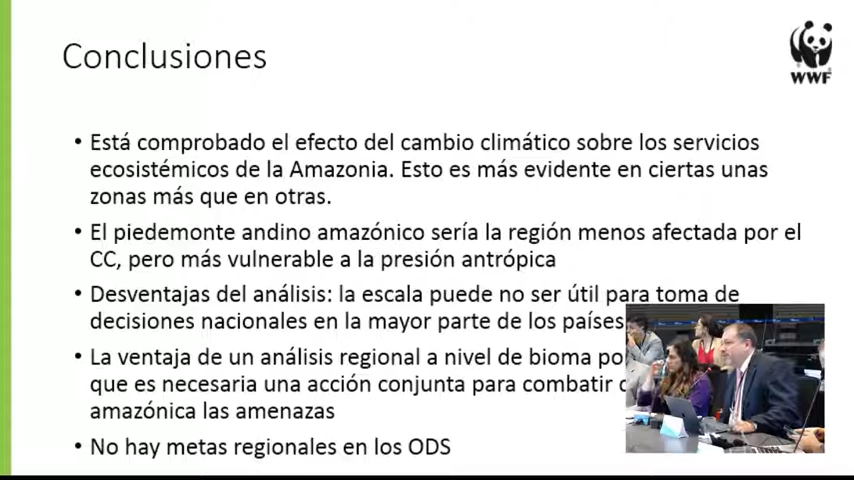 Conclusiones
WWF
• Está comprobado el efecto del cambio climático sobre los servicios
ecosistémicos de la Amazonia. Esto es más evidente en ciertas unas
zonas más que en otras.
• El piedemonte andino amazónico sería la región menos afectada por el
CC, pero más vulnerable a la presión antrópica
• Desventajas del análisis: la escala puede no ser útil para toma de
decisiones nacionales en la mayor parte de los países
• La ventaja de un análisis regional a nivel de bioma
que es necesaria una acción conjunta para combatir
amazónica las amenazas
• No hay metas regionales en los ODS